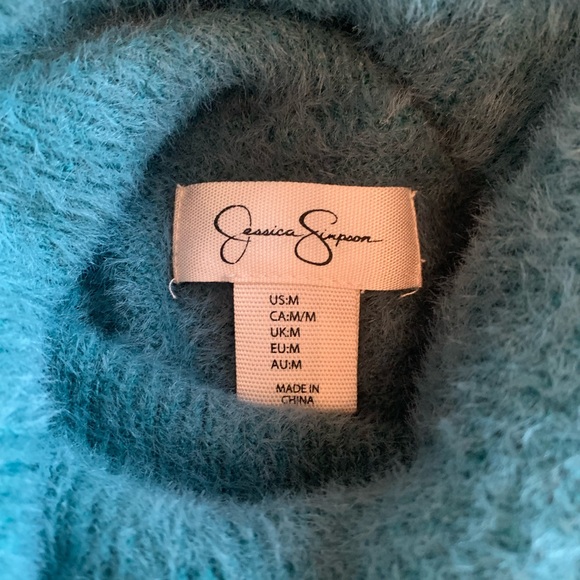 Jessica Simpson
US:M
CA:M/M
UK:M
EU:M
AU:M
MADE IN
CHINA